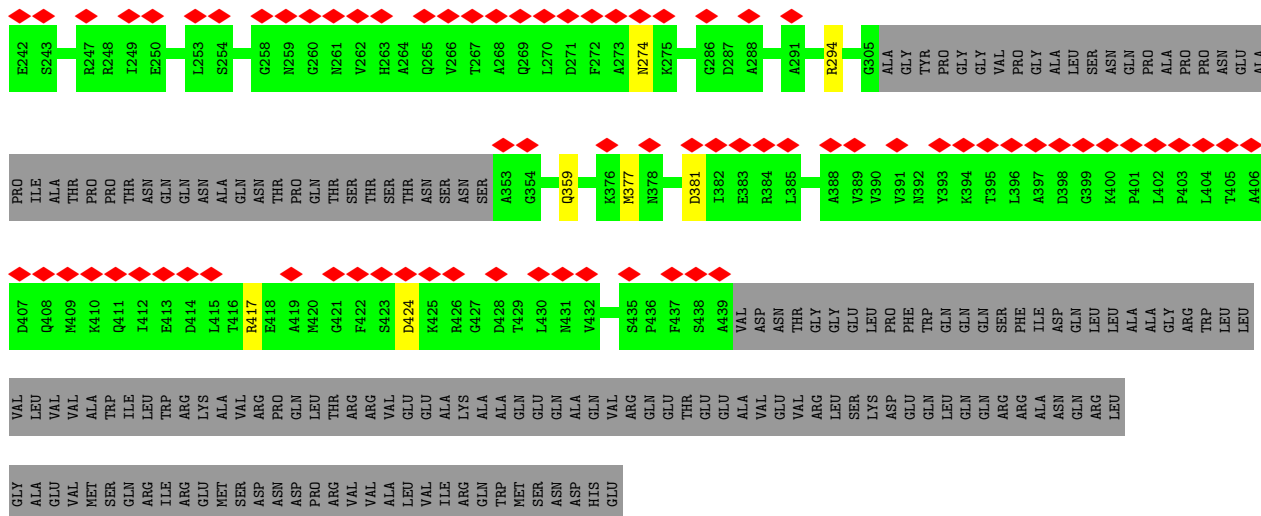 E242 S243 R247 R248 I249 E250 L253 S254 G258 N259 G260 N261 V262 H263 A264 Q265 V266 T267 A268 Q269 L270 D271 F272 A273 N274 K275 G286 D287 A288 A291 R294 G305 ALA GLY TYR PRO GLY GLY VAL PRO GLY ALA LEU SER ASN GLN PRO ALA PRO PRO ASN GLU ALA
PRO ILE ALA THR PRO PRO THR ASN GLN GLN ASN ALA GLN ASN THR PRO GLN THR SER THR SER THR ASN SER ASN SER A353 G354 Q359 K376 M377 N378 D381 I382 E383 R384 L385 A388 V389 V390 V391 N392 Y393 K394 T395 L396 A397 D398 G399 K400 P401 L402 P403 L404 T405 A406
D407 Q408 M409 K410 Q411 I412 E413 D414 L415 T416 R417 E418 A419 M420 G421 F422 S423 D424 K425 R426 G427 D428 T429 L430 N431 V432 S435 P436 F437 S438 A439 VAL ASP ASN THR GLY GLY GLU LEU PRO PHE TRP GLN GLN GLN SER PHE ILE ASP GLN LEU LEU ALA ALA GLY ARG TRP LEU LEU
VAL LEU VAL VAL ALA TRP ILE LEU TRP ARG LYS ALA VAL ARG PRO GLN LEU THR ARG ARG VAL GLU GLU ALA LYS ALA ALA GLN GLU GLN ALA GLN VAL ARG GLN GLU THR GLU GLU ALA VAL GLU VAL ARG LEU SER LYS ASP GLU GLN LEU GLN GLN ARG ARG ALA ASN GLN ARG LEU
GLY ALA GLU VAL MET SER GLN ARG ILE ARG GLU MET SER ASP ASN ASP PRO ARG VAL VAL ALA LEU VAL ILE ARG GLN TRP MET SER ASN ASP HIS GLU